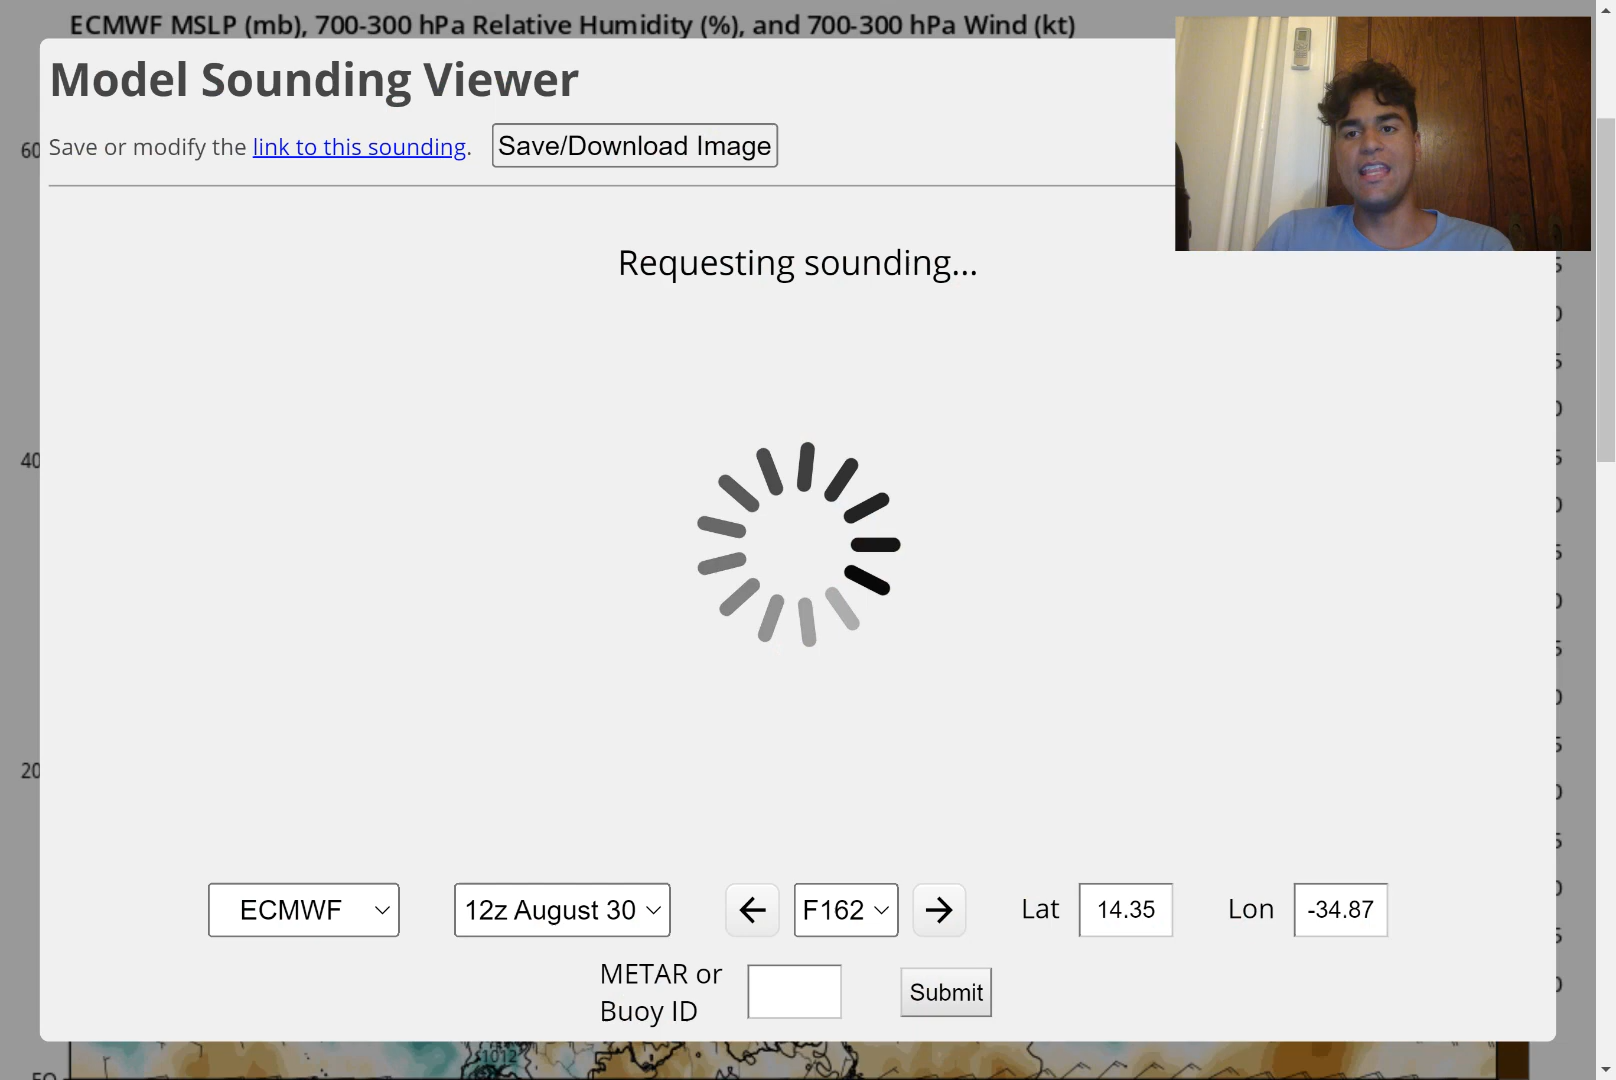 ECMWF MSLP (mb), 700-300 hPa Relative Humidity (%), and 700-300 hPa Wind (kt)
Model Sounding Viewer
Save or modify the link to this sounding. Save/Download Image
60
Requesting sounding...
40
20
ECMWF 12z August 30 F162 Lat 14.35 Lon -34.87
METAR or
Buoy ID
Submit
1012
EQ